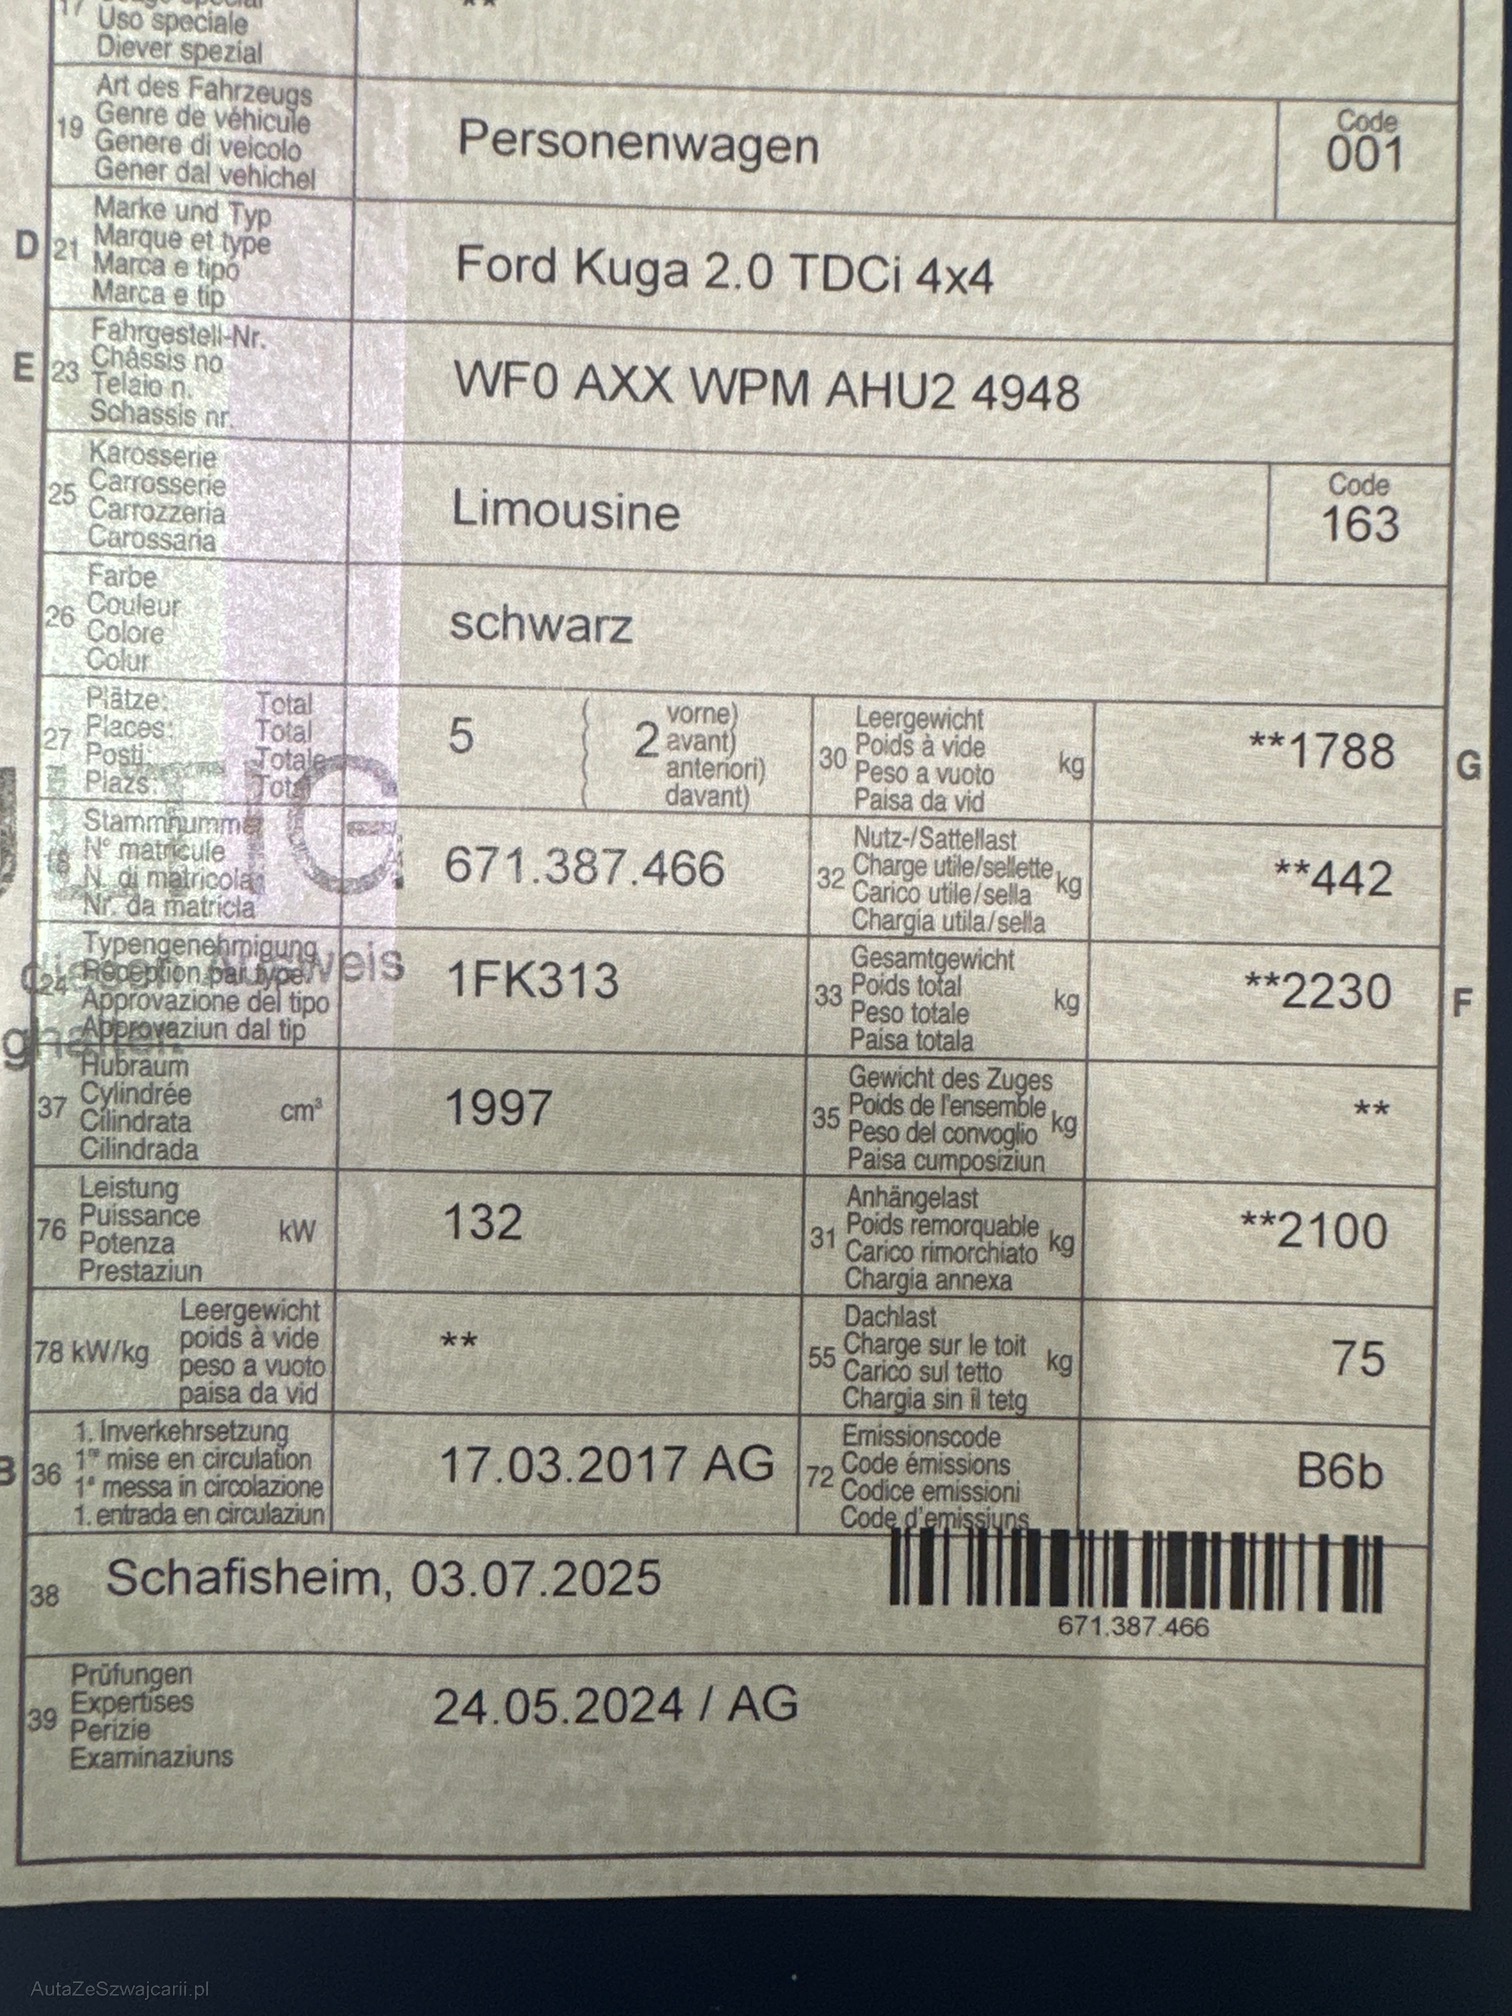 17
Uso speciale
Diever spezial
**
19
Art des Fahrzeugs
Genre de véhicule
Genere di veicolo
Gener dal vehichel
Personenwagen
Code
001
D
21
Marke und Typ
Marque et type
Marca e tipo
Marca e tip
Ford Kuga 2.0 TDCi 4x4
E
23
Fahrgestell-Nr.
Châssis no
Telaio n.
Schassis nr.
WF0 AXX WPM AHU2 4948
25
Karosserie
Carrosserie
Carrozzeria
Carossaria
Limousine
Code
163
26
Farbe
Couleur
Colore
Colur
schwarz
27
Plätze: Total
Places: Total
Posti Totale
Plazs: Total
5
2
vorne)
avant)
anteriori)
davant)
30
Leergewicht
Poids à vide
Peso a vuoto
Paisa da vid
kg
**1788
G
Stammnumme
N° matricule
N. di matricola
Nr. da matricla
671.387.466
32
Nutz-/Sattellast
Charge utile/sellette
Carico utile/sella
Chargia utila/sella
kg
**442
24
Typengenehmigung
Réception par type
Approvazione del tipo
Approvaziun dal tip
Ausweis
1FK313
33
Gesamtgewicht
Poids total
Peso totale
Paisa totala
kg
**2230
F
37
Hubraum
Cylindrée
Cilindrata
Cilindrada
cm³
1997
35
Gewicht des Zuges
Poids de l'ensemble
Peso del convoglio
Paisa cumposiziun
kg
**
76
Leistung
Puissance
Potenza
Prestaziun
kW
132
31
Anhängelast
Poids remorquable
Carico rimorchiato
Chargia annexa
kg
**2100
78 kW/kg
Leergewicht
poids à vide
peso a vuoto
paisa da vid
**
55
Dachlast
Charge sur le toit
Carico sul tetto
Chargia sin il tetg
kg
75
B
36
1. Inverkehrsetzung
1re mise en circulation
1a messa in circolazione
1. entrada en circulaziun
17.03.2017 AG
72
Emissionscode
Code émissions
Codice emissioni
Code d'emissiuns
B6b
38
Schafisheim, 03.07.2025
671.387.466
39
Prüfungen
Expertises
Perizie
Examinaziuns
24.05.2024 / AG
AutaZeSzwajcarii.pl